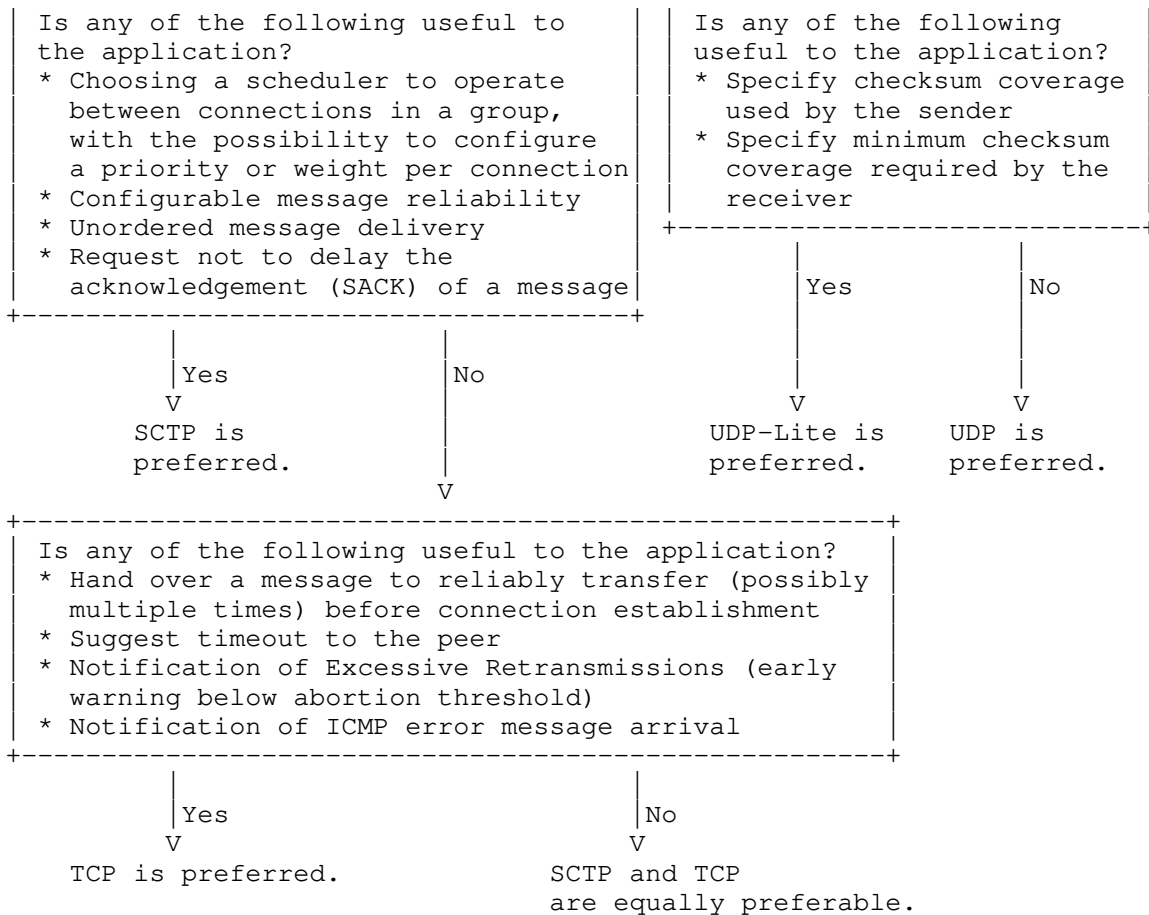 Is any of the following useful to
the application?
* Choosing a scheduler to operate
between connections in a group,
with the possibility to configure
a priority or weight per connection
* Configurable message reliability
* Unordered message delivery
* Request not to delay the
acknowledgement (SACK) of a message
Is any of the following
useful to the application?
* Specify checksum coverage
used by the sender
* Specify minimum checksum
coverage required by the
receiver
Yes
No
Yes
No
V
V
V
V
SCTP is
preferred.
UDP-Lite is
preferred.
UDP is
preferred.
Is any of the following useful to the application?
* Hand over a message to reliably transfer (possibly
multiple times) before connection establishment
* Suggest timeout to the peer
* Notification of Excessive Retransmissions (early
warning below abortion threshold)
* Notification of ICMP error message arrival
Yes
No
V
V
TCP is preferred.
SCTP and TCP
are equally preferable.